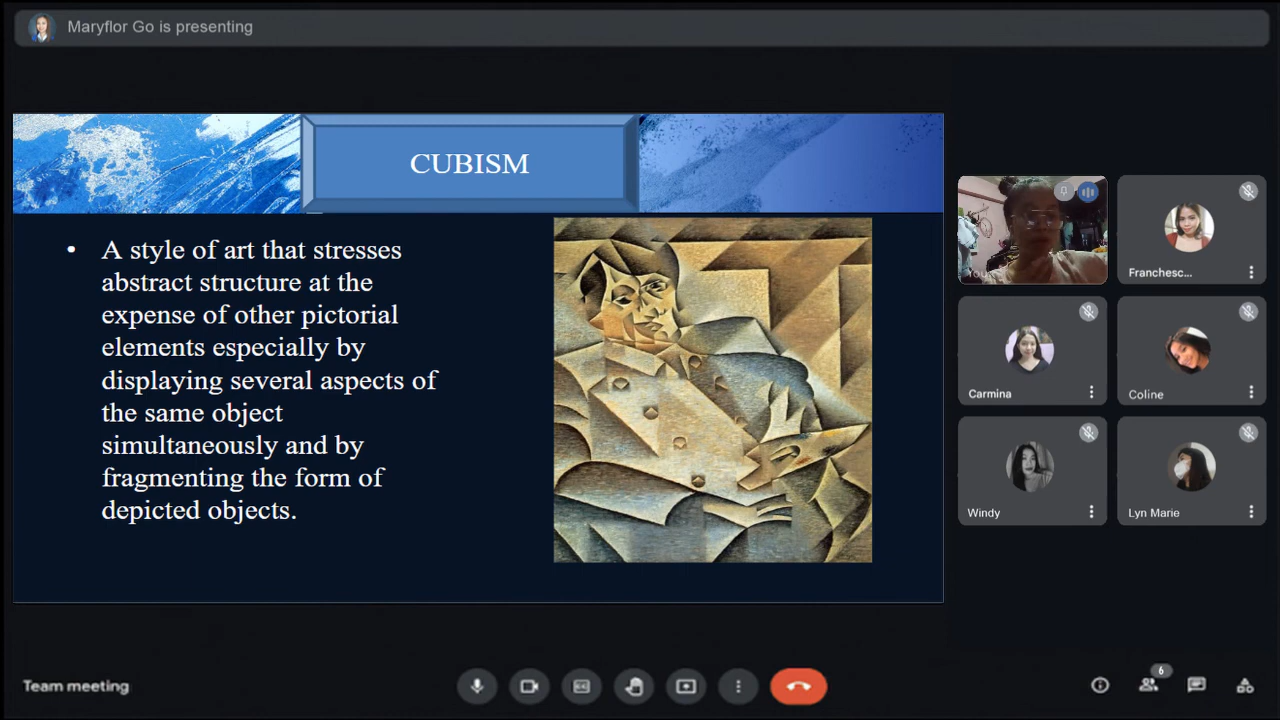 Maryflor Go is presenting
CUBISM
• A style of art that stresses
abstract structure at the
expense of other pictorial
elements especially by
displaying several aspects of
the same object
simultaneously and by
fragmenting the form of
depicted objects.
You
Franchesc...
Carmina
Coline
Windy
Lyn Marie
Team meeting
6